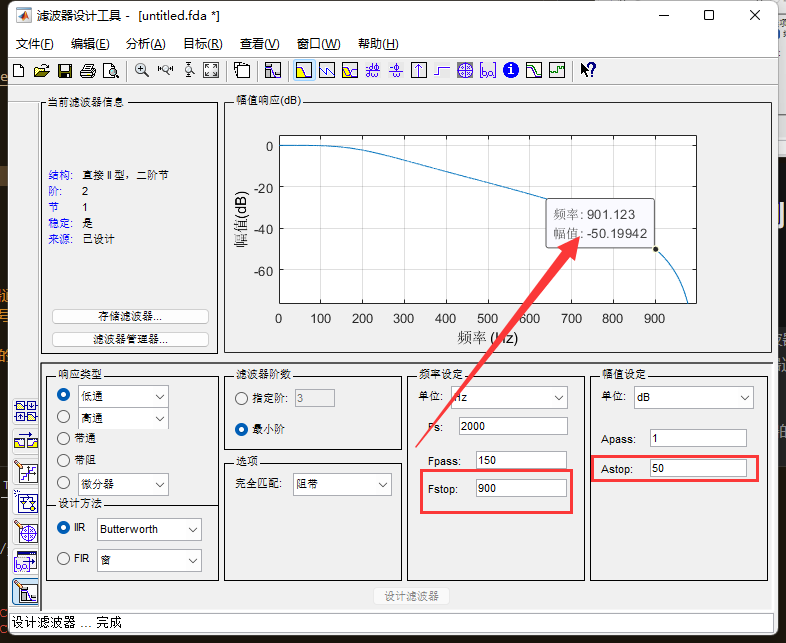 滤波器设计工具 - [untitled.fda *]
文件(F) 编辑(E) 分析(A) 目标(R) 查看(V) 窗口(W) 帮助(H)
当前滤波器信息
结构: 直接 II 型，二阶节
阶: 2
节 1
稳定: 是
来源: 已设计
存储滤波器...
滤波器管理器...
幅值响应(dB)
幅值(dB)
0
-20
-40
-60
频率: 901.123
幅值: -50.19942
0 100 200 300 400 500 600 700 800 900
频率 (Hz)
响应类型
低通
高通
带通
带阻
微分器
设计方法
IIR Butterworth
FIR 窗
滤波器阶数
指定阶: 3
最小阶
选项
完全匹配: 阻带
频率设定
单位: Hz
Fs: 2000
Fpass: 150
Fstop: 900
幅值设定
单位: dB
Apass: 1
Astop: 50
设计滤波器
设计滤波器 ... 完成